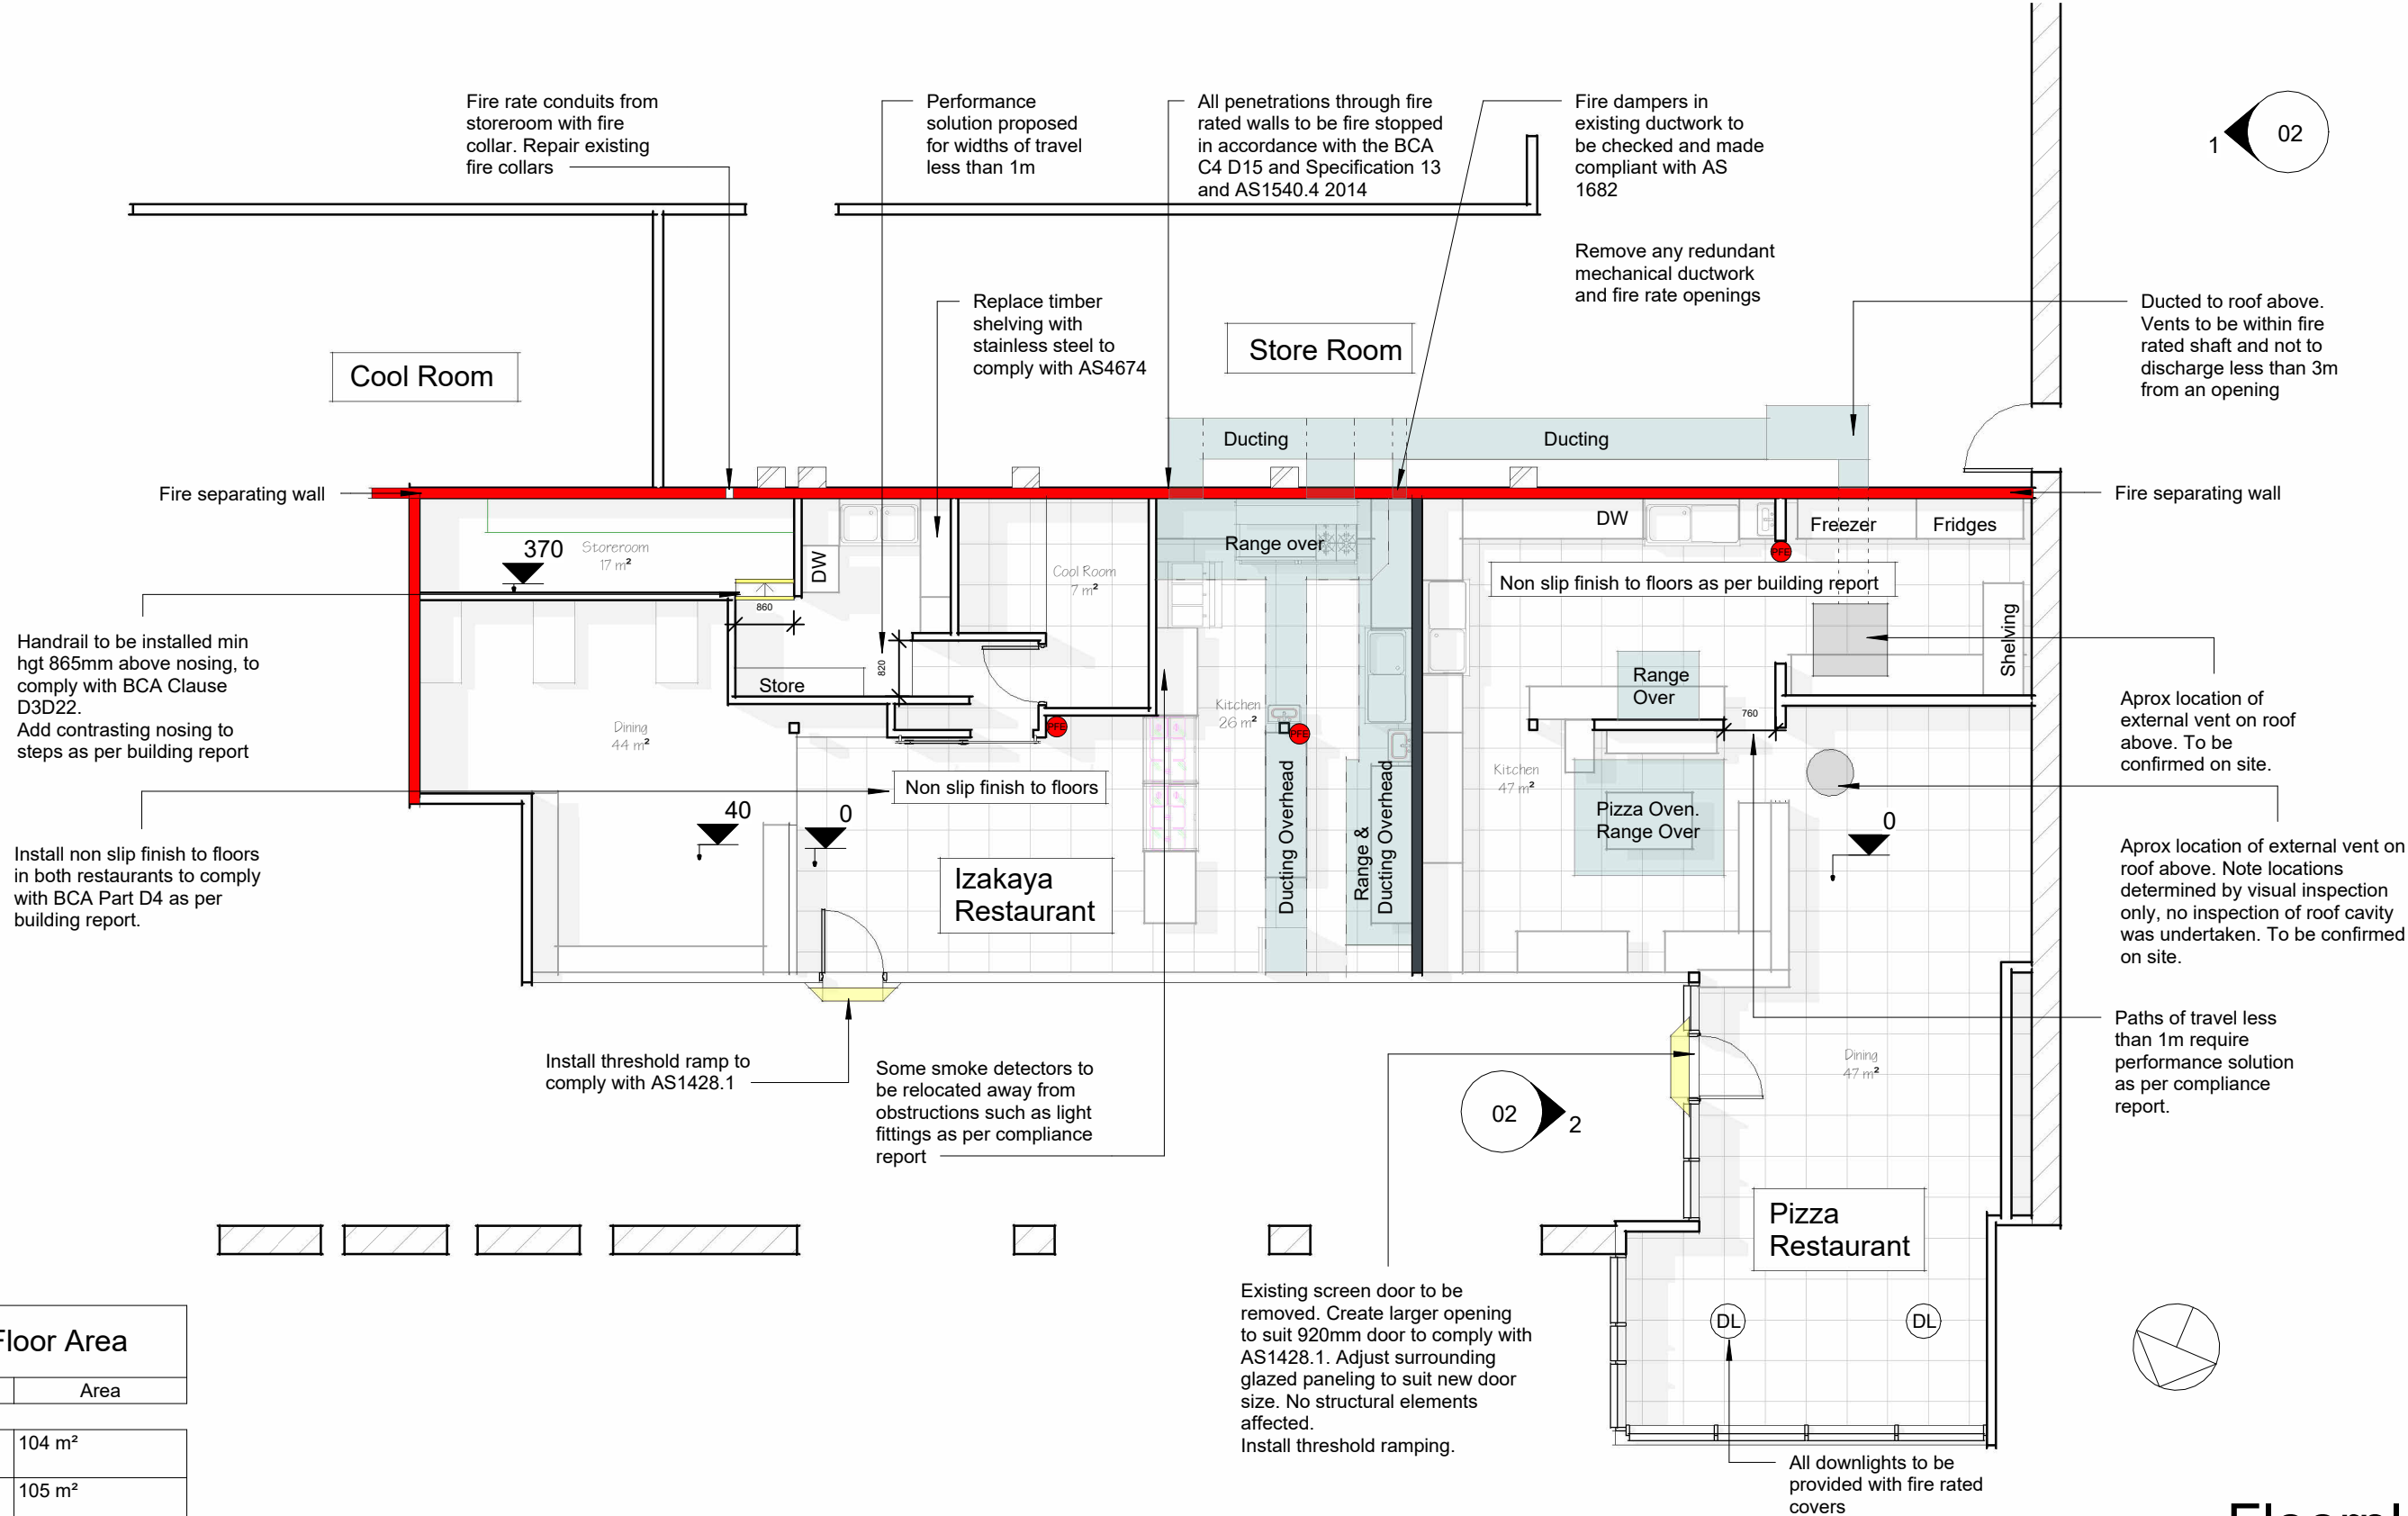 Fire rate conduits from
storeroom with fire
collar. Repair existing
fire collars
Performance
solution proposed
for widths of travel
less than 1m
All penetrations through fire
rated walls to be fire stopped
in accordance with the BCA
C4 D15 and Specification 13
and AS1540.4 2014
Fire dampers in
existing ductwork to
be checked and made
compliant with AS
1682
Remove any redundant
mechanical ductwork
and fire rate openings
1
02
Replace timber
shelving with
stainless steel to
comply with AS4674
Ducted to roof above.
Vents to be within fire
rated shaft and not to
discharge less than 3m
from an opening
Cool Room
Store Room
Ducting
Ducting
Fire separating wall
Fire separating wall
370
Storeroom
17 m²
DW
860
Cool Room
7 m²
Range over
DW
Freezer
Fridges
PFE
Non slip finish to floors as per building report
Shelving
Handrail to be installed min
hgt 865mm above nosing, to
comply with BCA Clause
D3D22.
Add contrasting nosing to
steps as per building report
820
Store
Dining
44 m²
Kitchen
26 m²
PFE
PFE
Range
Over
760
Aprox location of
external vent on roof
above. To be
confirmed on site.
Non slip finish to floors
Kitchen
47 m²
Ducting Overhead
Range &
Ducting Overhead
Pizza Oven.
Range Over
40
0
0
Install non slip finish to floors
in both restaurants to comply
with BCA Part D4 as per
building report.
Izakaya
Restaurant
Aprox location of external vent on
roof above. Note locations
determined by visual inspection
only, no inspection of roof cavity
was undertaken. To be confirmed
on site.
Install threshold ramp to
comply with AS1428.1
Some smoke detectors to
be relocated away from
obstructions such as light
fittings as per compliance
report
02
2
Dining
47 m²
Paths of travel less
than 1m require
performance solution
as per compliance
report.
Pizza
Restaurant
Existing screen door to be
removed. Create larger opening
to suit 920mm door to comply with
AS1428.1. Adjust surrounding
glazed paneling to suit new door
size. No structural elements
affected.
Install threshold ramping.
DL
DL
All downlights to be
provided with fire rated
covers
Floor Area
Area
104 m²
105 m²